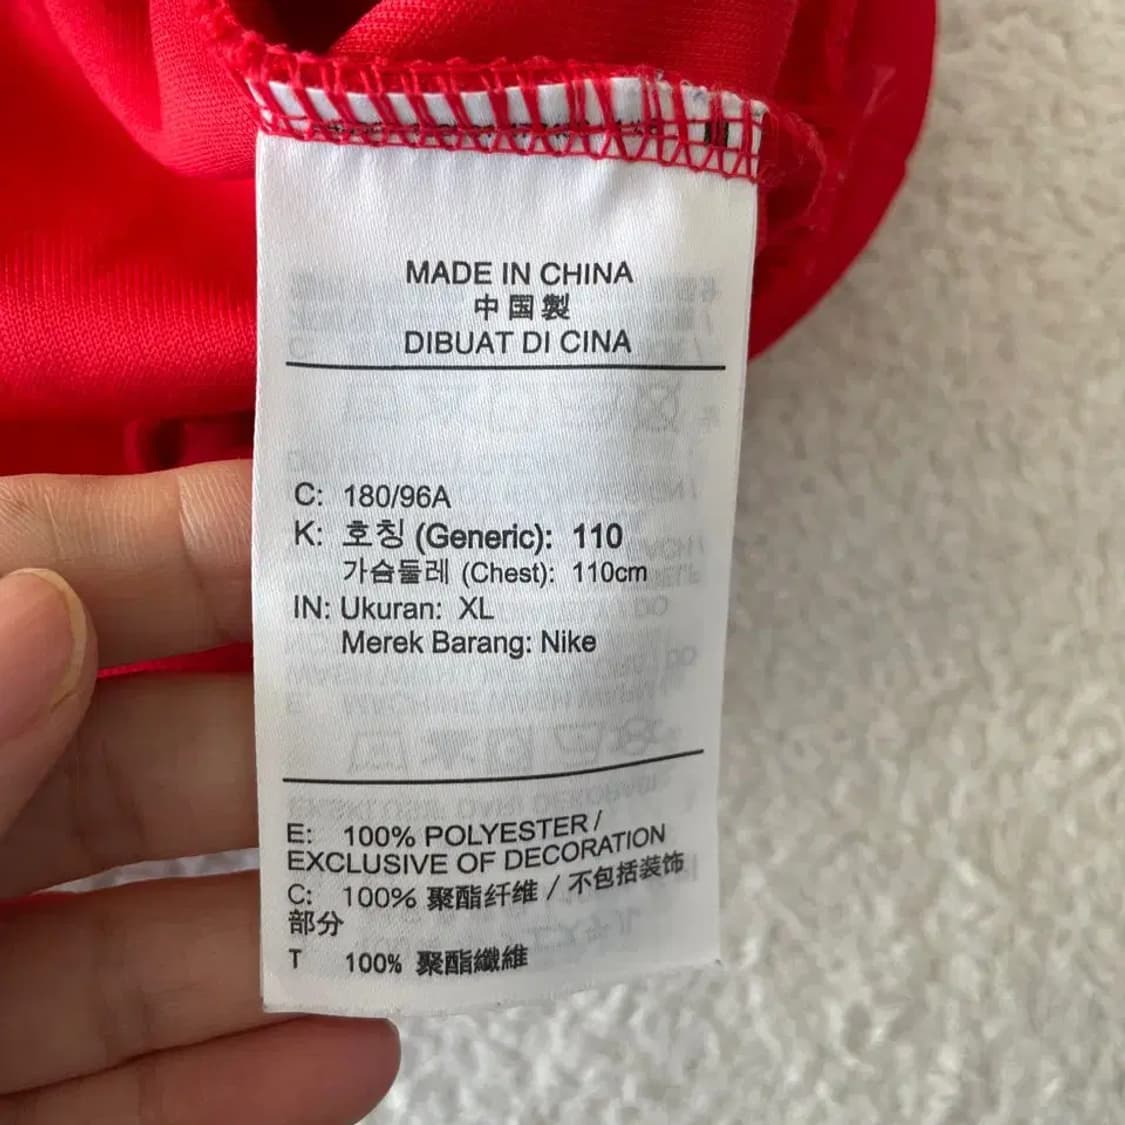 MADE IN CHINA
中国製
DIBUAT DI CINA
C: 180/96A
K: 호칭 (Generic): 110
가슴둘레 (Chest): 110cm
IN: Ukuran: XL
Merek Barang: Nike
E: 100% POLYESTER /
EXCLUSIVE OF DECORATION
C: 100% 聚酯纤维 / 不包括装饰
部分
T 100% 聚酯纖維